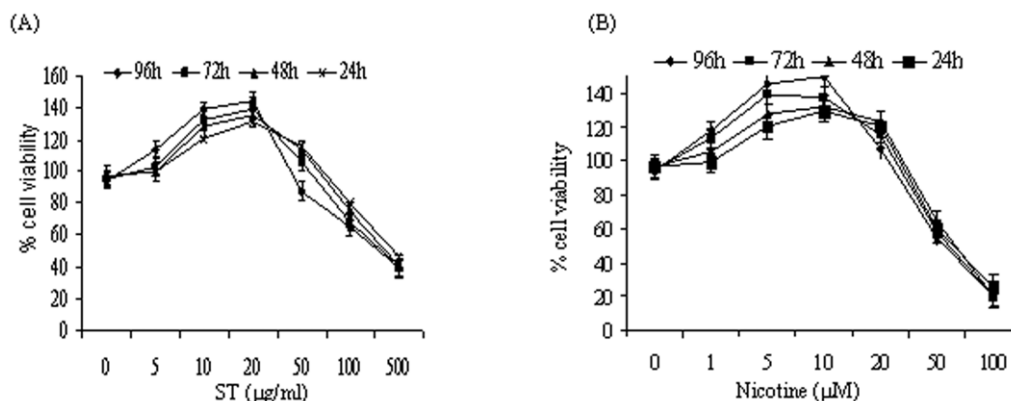 (A)
96h 72h 48h 24h
% cell viability
160
140
120
100
80
60
40
20
0
0 5 10 20 50 100 500
ST (µg/ml)
(B)
96h 72h 48h 24h
% cell viability
140
120
100
80
60
40
20
0
0 1 5 10 20 50 100
Nicotine (µM)